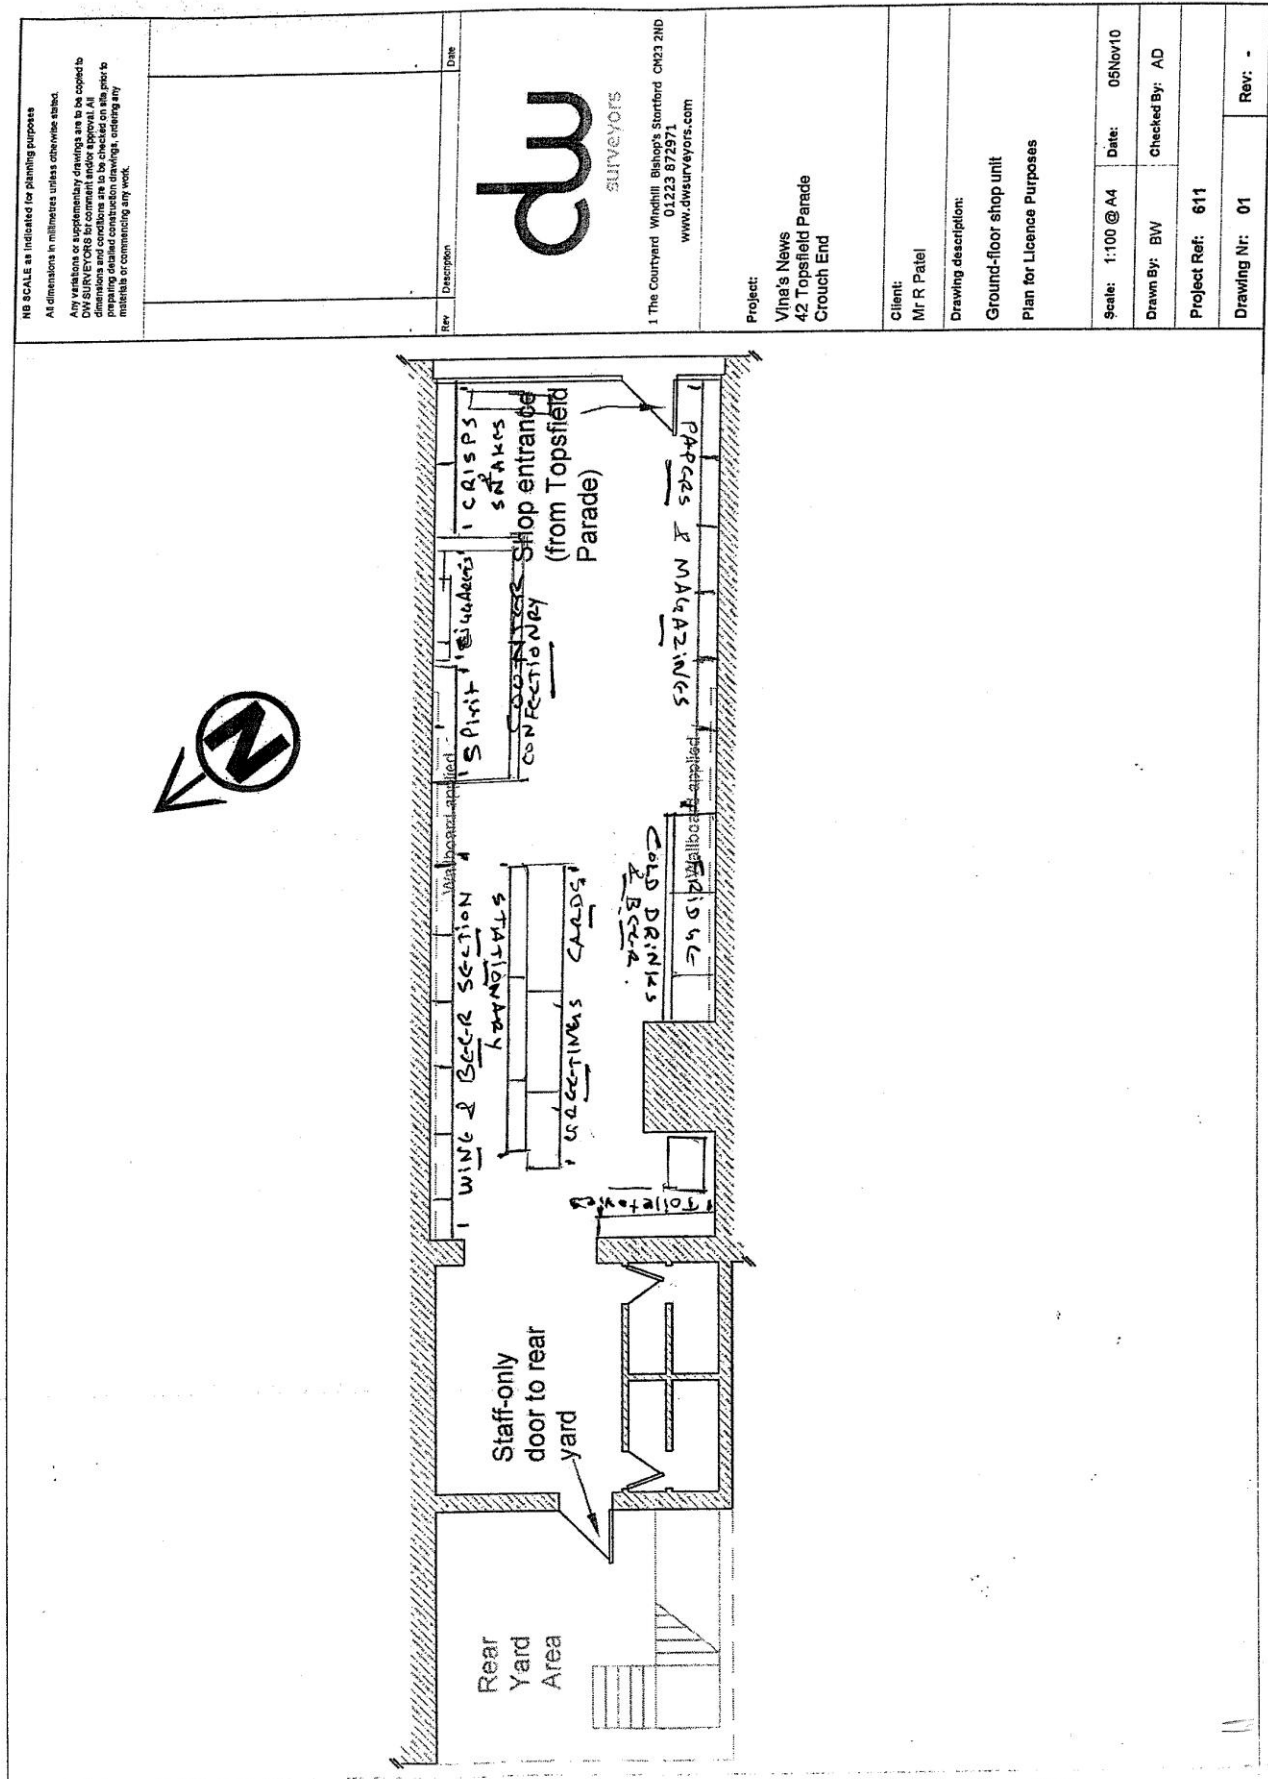 NB SCALE as indicated for planning purposes
All dimensions in millimetres unless otherwise stated.
Any variations or supplementary drawings are to be copied to
DW SURVEYORS for comment and/or approval. All
dimensions and conditions are to be checked on site prior to
preparing detailed construction drawings, ordering any
materials or commencing any work.
Rev Description Date
dw
surveyors
1 The Courtyard Windhill Bishop's Stortford CM23 2ND
01223 872971
www.dwsurveyors.com
Project:
Vina's News
42 Topsfield Parade
Crouch End
Client:
Mr R Patel
Drawing description:
Ground-floor shop unit
Plan for Licence Purposes
Scale: 1:100 @ A4 Date: 05Nov10
Drawn By: BW Checked By: AD
Project Ref: 611
Drawing Nr: 01 Rev: -
N
Rear
Yard
Area
Staff-only
door to rear
yard
WINE & BEER SECTION
Wallboard applied
Spirit
CRISPS
STATIONARY
GREETINGS CARDS
COUNTER
CONFECTIONRY
Shop entrance
(from Topsfield
Parade)
COLD DRINKS
& BEER.
FRIDGE
Wallboard applied
PAPERS & MAGAZINES